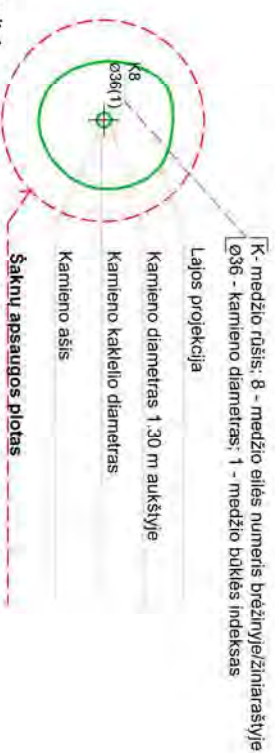 K- medžio rūšis; 8 - medžio eilės numeris brėžinyje/žiniaraštyje
ø36 - kamieno diametras; 1 - medžio būklės indeksas
K8
ø36(1)
Lajos projekcija
Kamieno diametras 1.30 m aukštyje
Kamieno kaklelio diametras
Kamieno ašis
Šaknų apsaugos plotas